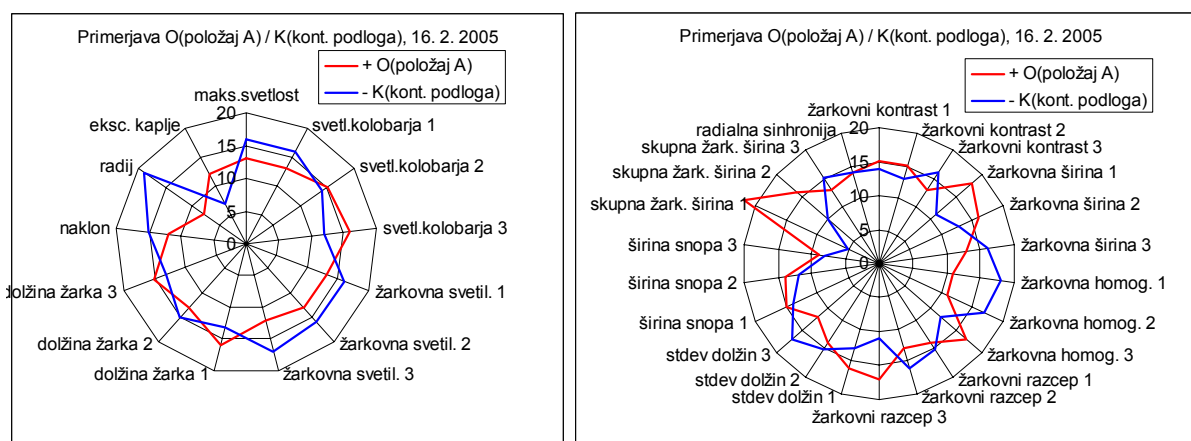 Primerjava O(položaj A) / K(kont. podloga), 16. 2. 2005
+ O(položaj A)
- K(kont. podloga)
maks.svetlost
svetl.kolobarja 1
svetl.kolobarja 2
svetl.kolobarja 3
žarkovna svetil. 1
žarkovna svetil. 2
žarkovna svetil. 3
dolžina žarka 1
dolžina žarka 2
dolžina žarka 3
naklon
radij
eksc. kaplje
20
15
10
5
0
Primerjava O(položaj A) / K(kont. podloga), 16. 2. 2005
+ O(položaj A)
- K(kont. podloga)
žarkovni kontrast 1
žarkovni kontrast 2
žarkovni kontrast 3
žarkovna širina 1
žarkovna širina 2
žarkovna širina 3
žarkovna homog. 1
žarkovna homog. 2
žarkovna homog. 3
žarkovni razcep 1
žarkovni razcep 2
žarkovni razcep 3
stdev dolžin 1
stdev dolžin 2
stdev dolžin 3
širina snopa 1
širina snopa 2
širina snopa 3
skupna žark. širina 1
skupna žark. širina 2
skupna žark. širina 3
radialna sinhronija
20
15
10
5
0